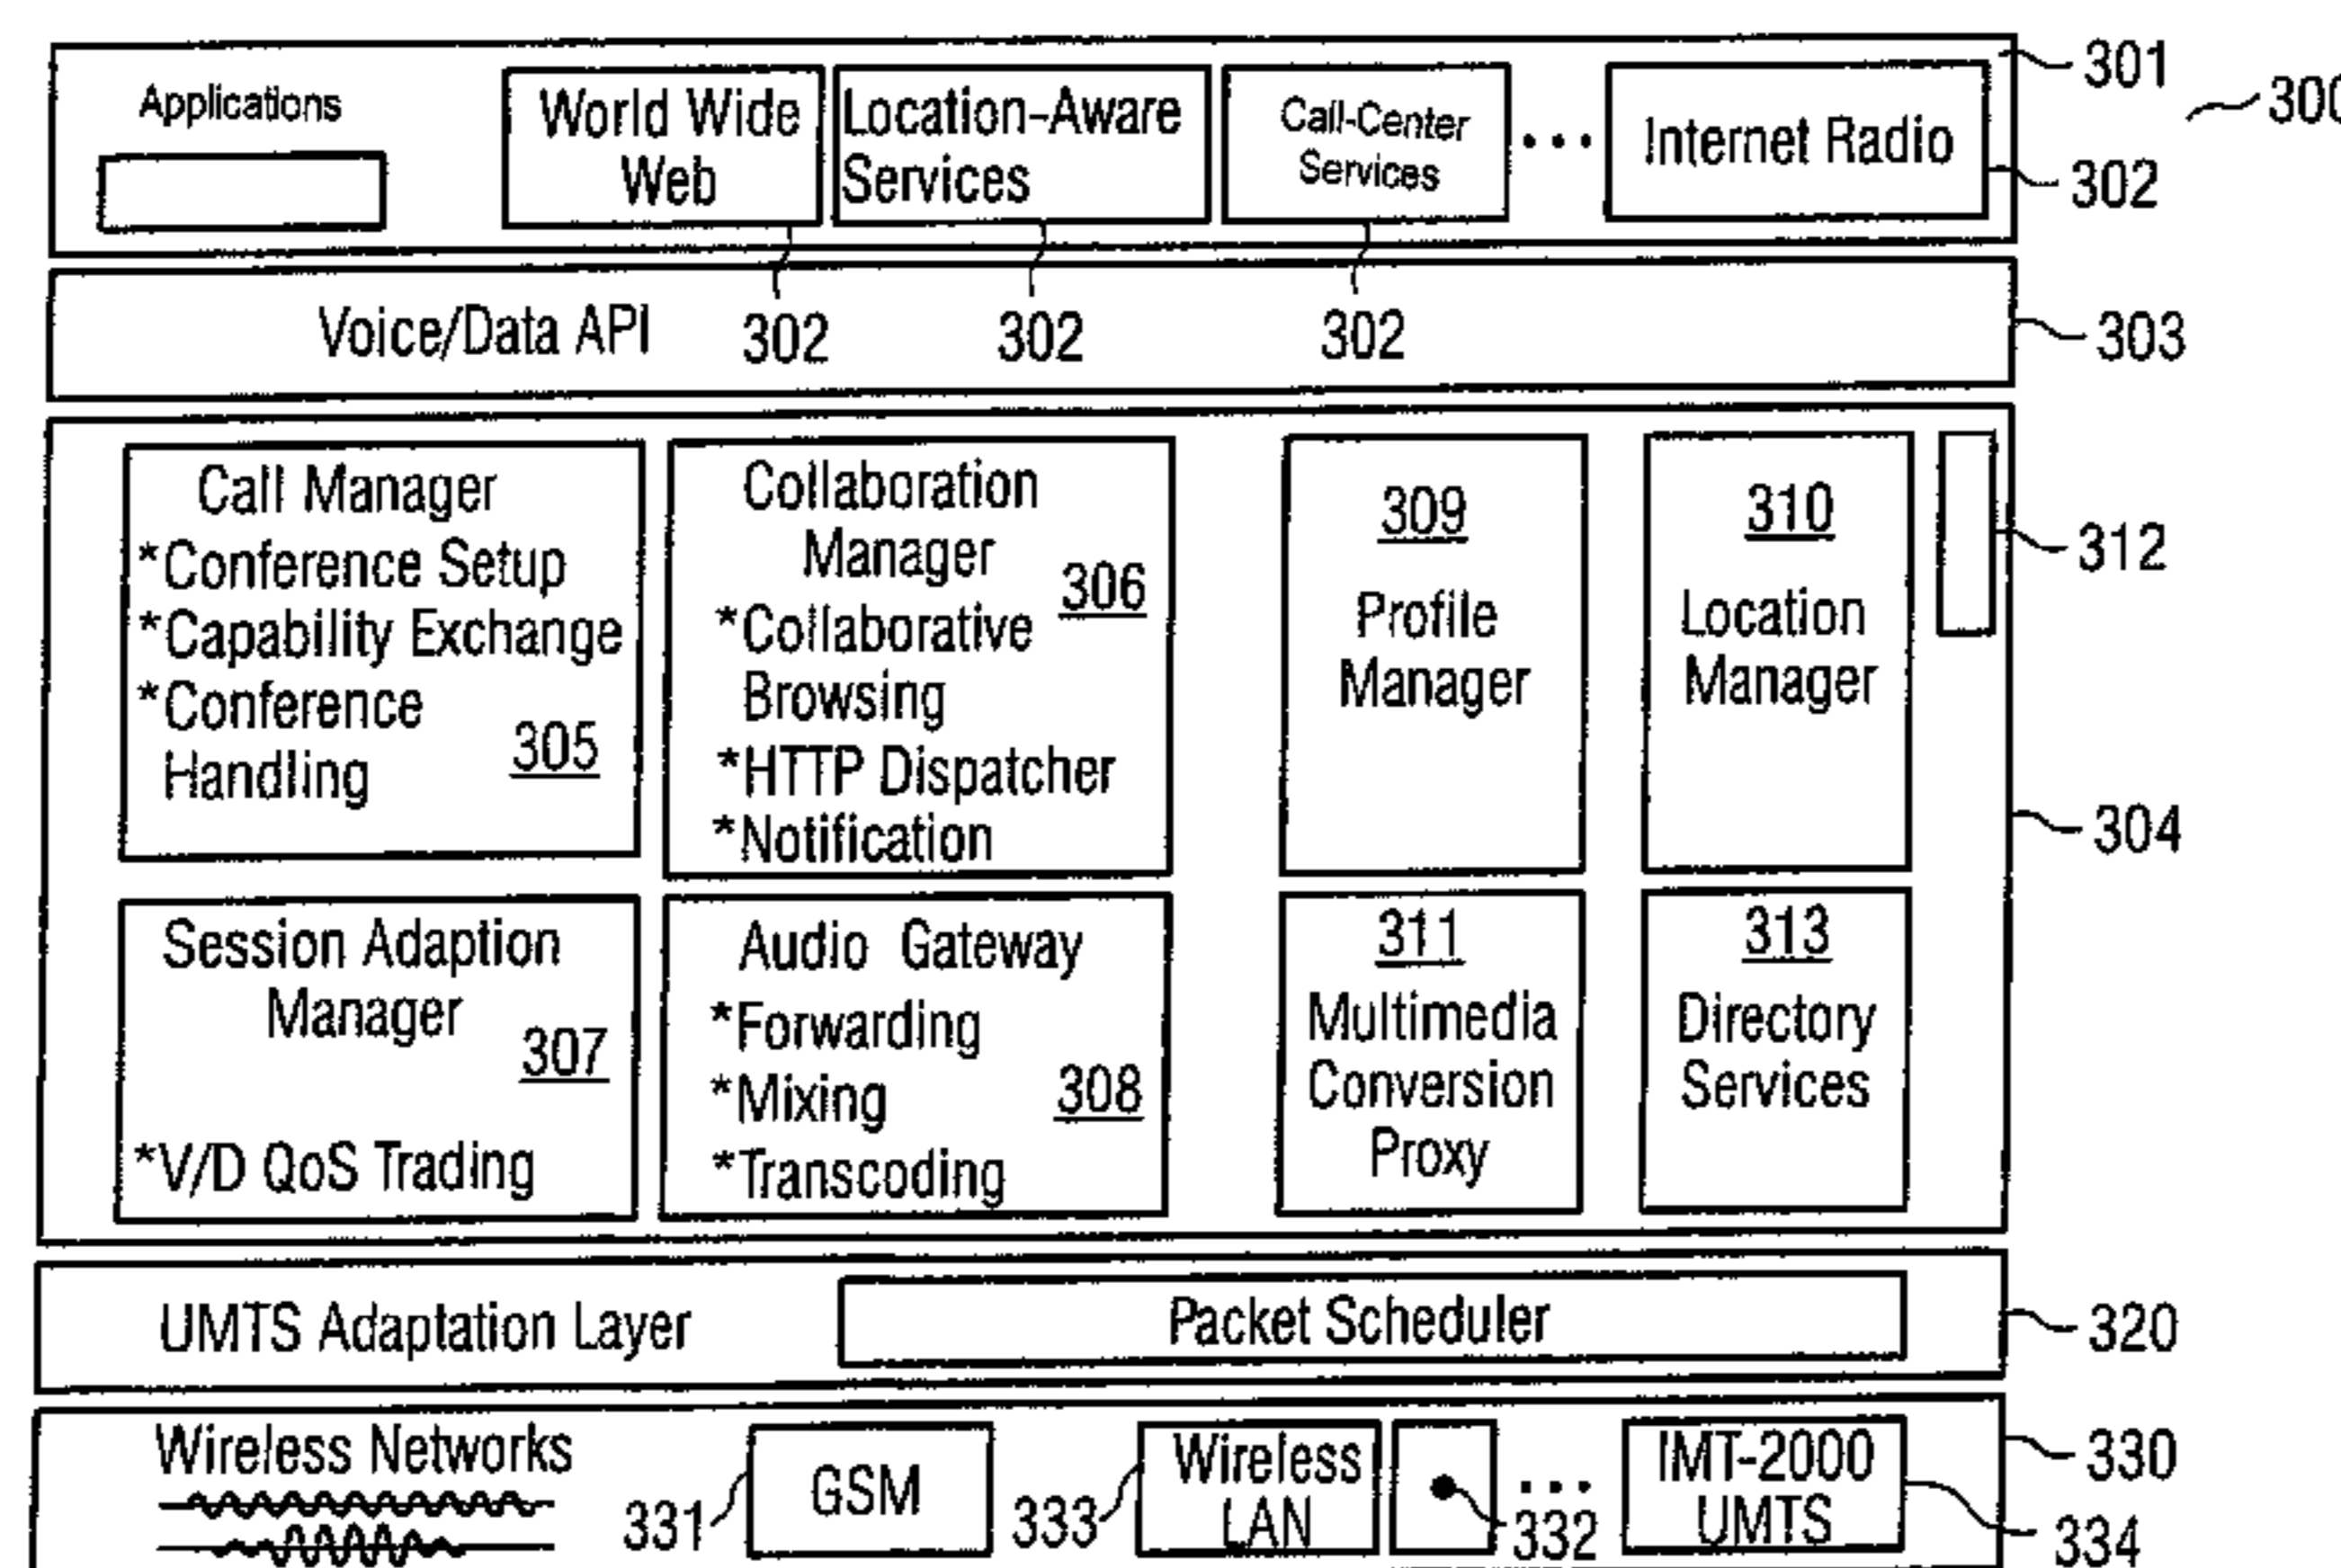 Applications
World Wide
Web
Location-Aware
Services
Call-Center
Services
...
Internet Radio
301
300
302
Voice/Data API
302
302
302
303
Call Manager
*Conference Setup
*Capability Exchange
*Conference
Handling
305
Collaboration
Manager
306
*Collaborative
Browsing
*HTTP Dispatcher
*Notification
309
Profile
Manager
310
Location
Manager
312
304
Session Adaption
Manager
307
*V/D QoS Trading
Audio Gateway
*Forwarding
*Mixing
308
*Transcoding
311
Multimedia
Conversion
Proxy
313
Directory
Services
UMTS Adaptation Layer
Packet Scheduler
320
Wireless Networks
331
GSM
333
Wireless
LAN
332
...
IMT-2000
UMTS
330
334